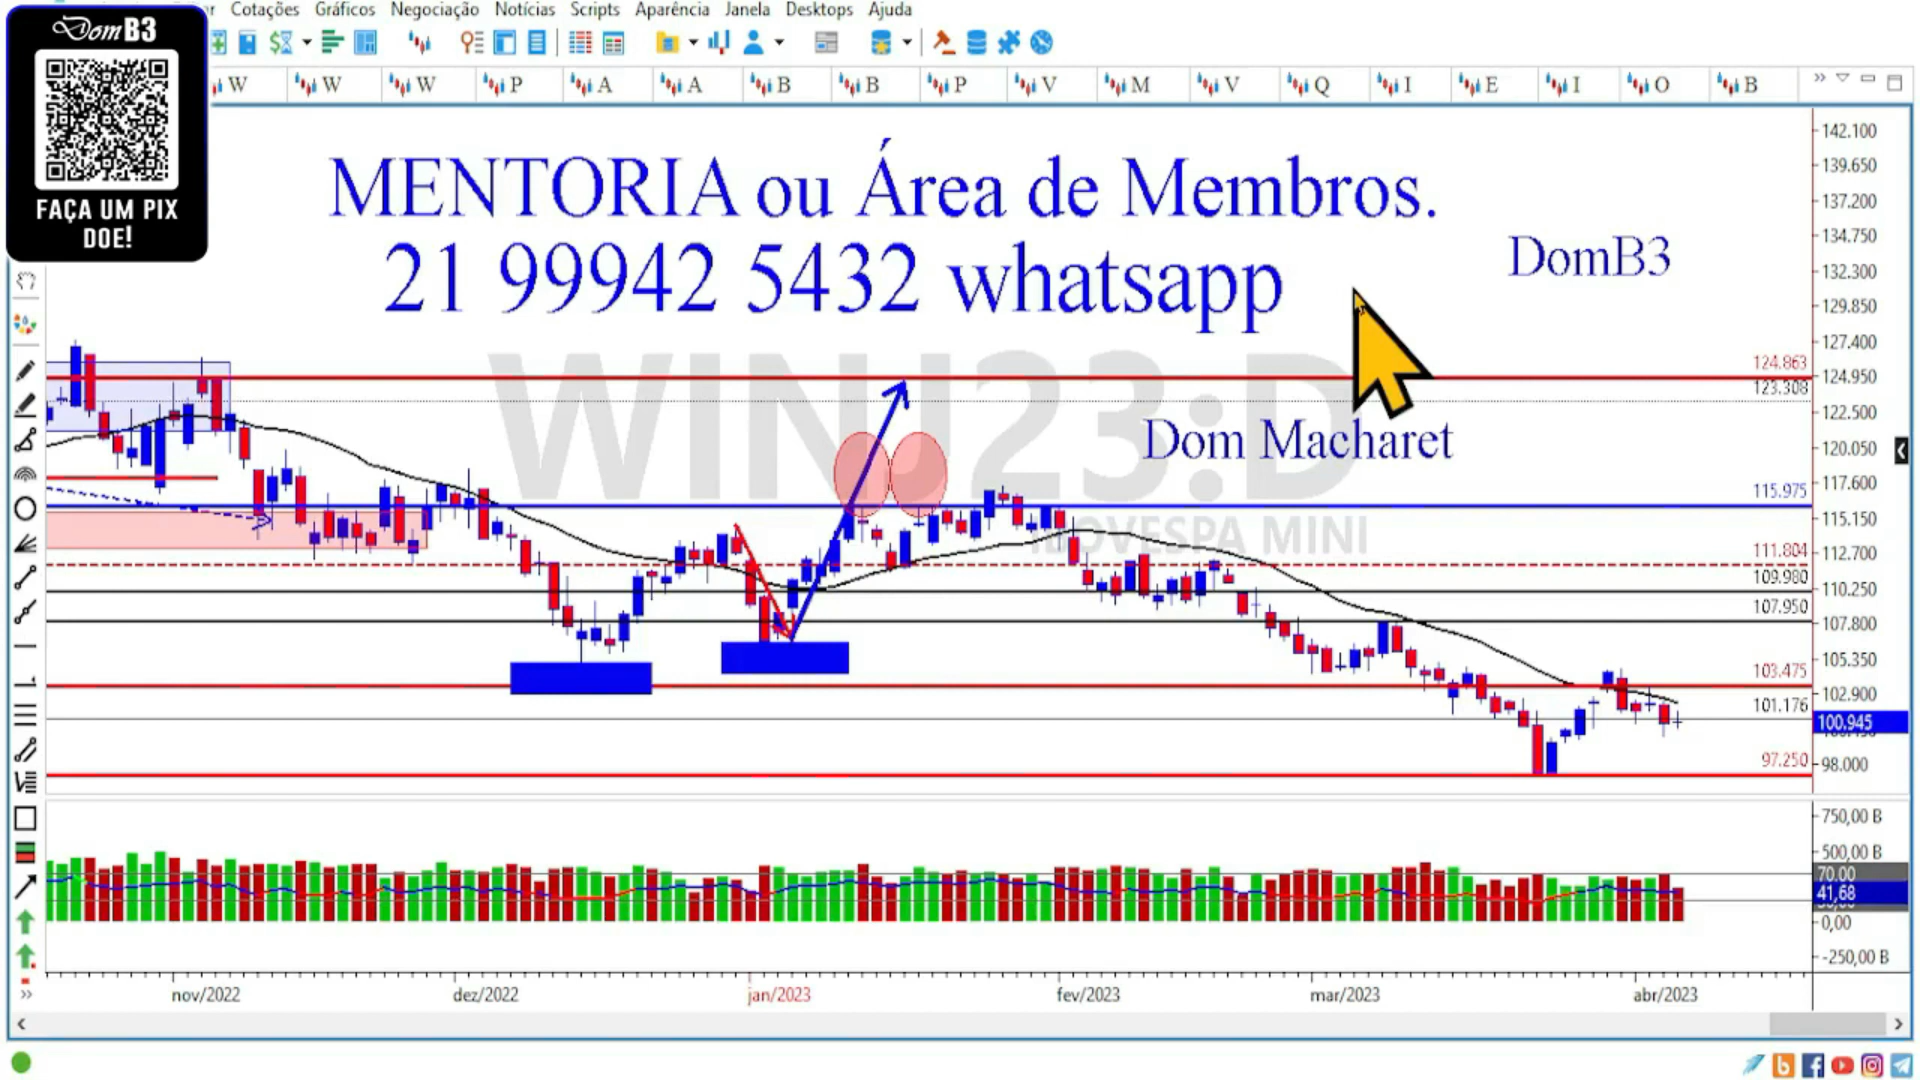 Cotações Gráficos Negociação Notícias Scripts Aparência Janela Desktops Ajuda
DomB3
FAÇA UM PIX
DOE!
W W W P A A B B P V M V Q I E I O B
MENTORIA ou Área de Membros.
21 99942 5432 whatsapp
DomB3
Dom Macharet
WINJ23:D
IBOVESPA MINI
142.100
139.650
137.200
134.750
132.300
129.850
127.400
124.863
124.950
123.308
122.500
120.050
117.600
115.975
115.150
112.700
111.804
109.980
110.250
107.950
107.800
105.350
103.475
102.900
101.176
100.945
97.250
98.000
750,00 B
500,00 B
70.00
41,68
0,00
-250,00 B
nov/2022 dez/2022 jan/2023 fev/2023 mar/2023 abr/2023